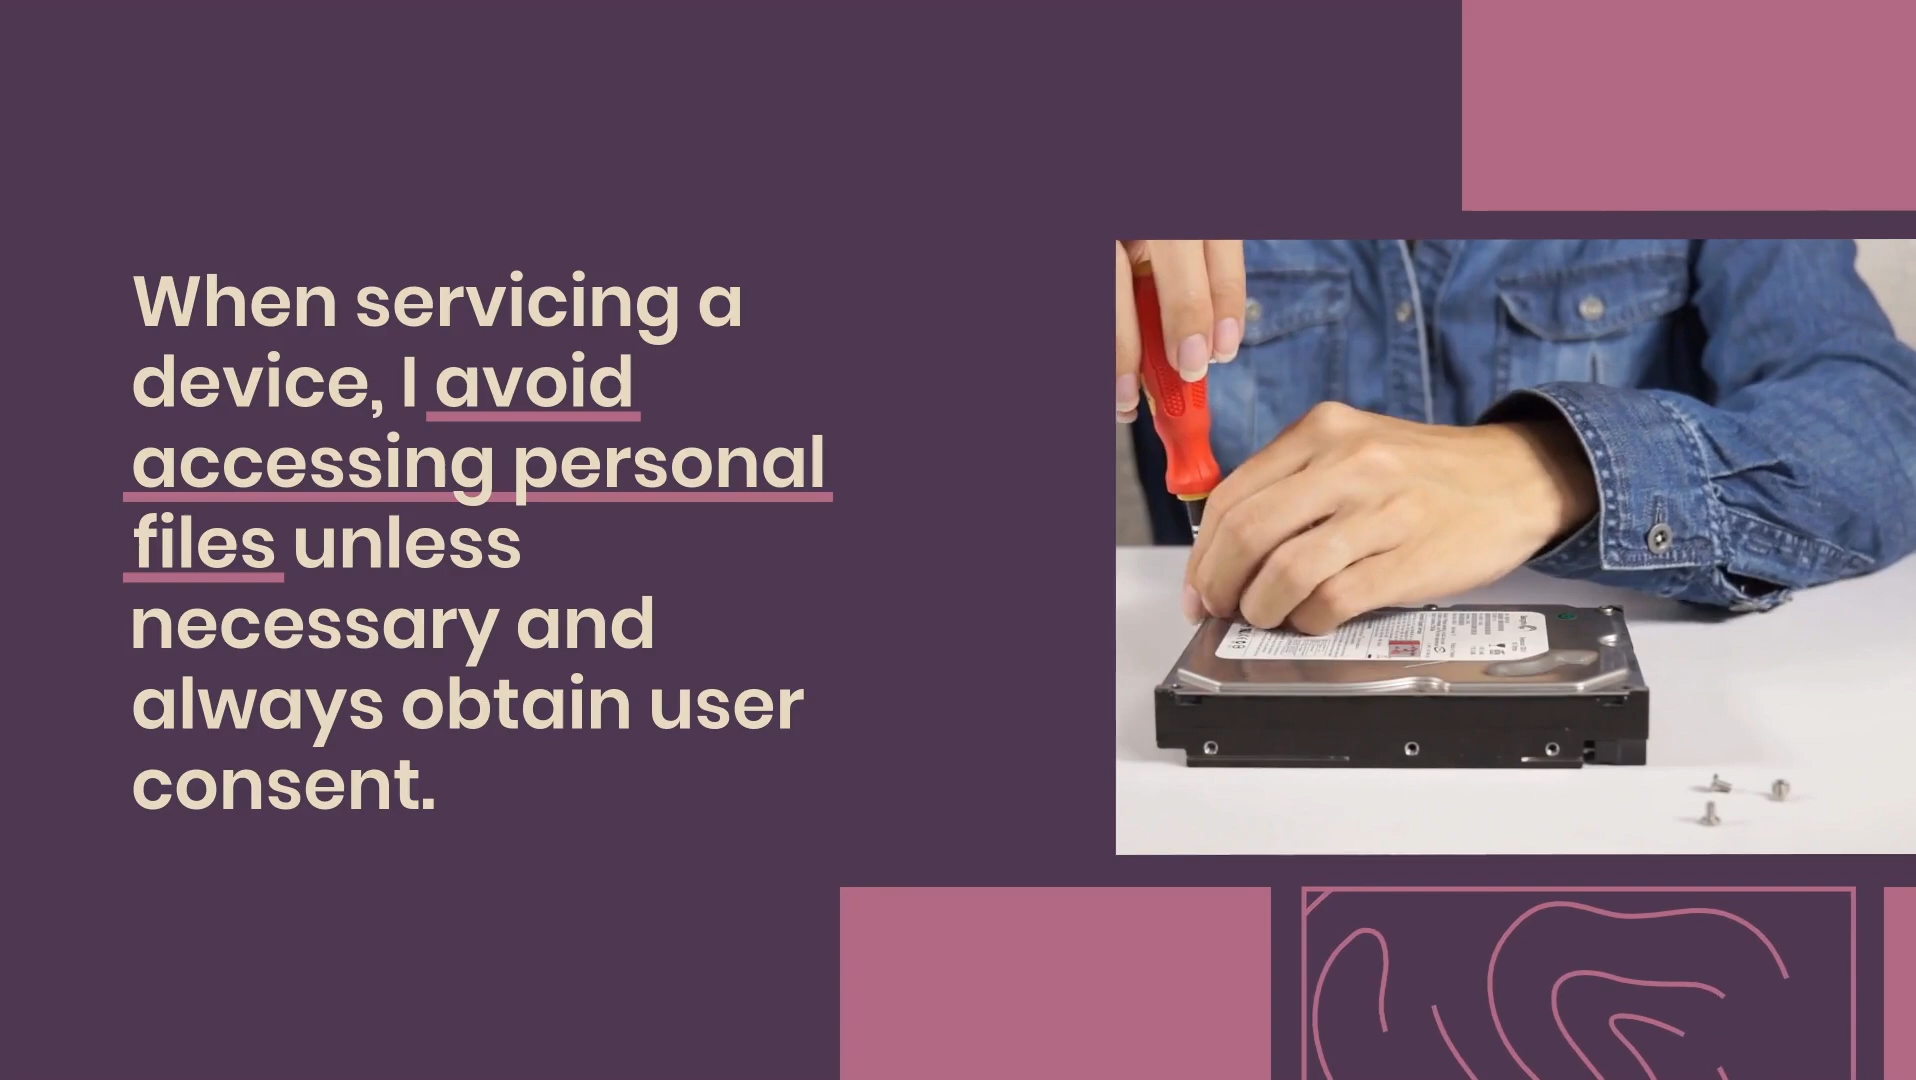 When servicing a
device, I avoid
accessing personal
files unless
necessary and
always obtain user
consent.